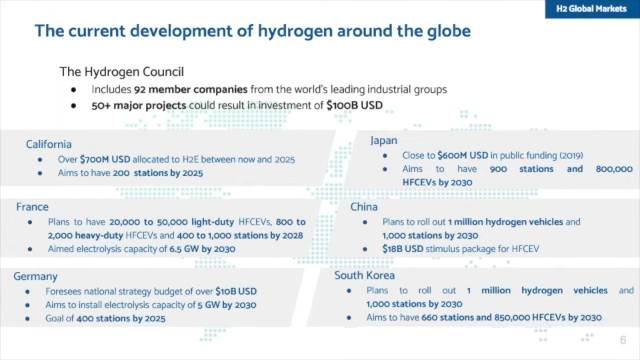 H2 Global Markets
The current development of hydrogen around the globe
The Hydrogen Council
● Includes 92 member companies from the world's leading industrial groups
● 50+ major projects could result in investment of $100B USD
California
● Over $700M USD allocated to H2E between now and 2025
● Aims to have 200 stations by 2025
Japan
● Close to $600M USD in public funding (2019)
● Aims to have 900 stations and 800,000
HFCEVs by 2030
France
● Plans to have 20,000 to 50,000 light-duty HFCEVs, 800 to
2,000 heavy-duty HFCEVs and 400 to 1,000 stations by 2028
● Aimed electrolysis capacity of 6.5 GW by 2030
China
● Plans to roll out 1 million hydrogen vehicles and
1,000 stations by 2030
● $18B USD stimulus package for HFCEV
Germany
● Foresees national strategy budget of over $10B USD
● Aims to install electrolysis capacity of 5 GW by 2030
● Goal of 400 stations by 2025
South Korea
● Plans to roll out 1 million hydrogen vehicles and
1,000 stations by 2030
● Aims to have 660 stations and 850,000 HFCEVs by 2030
6